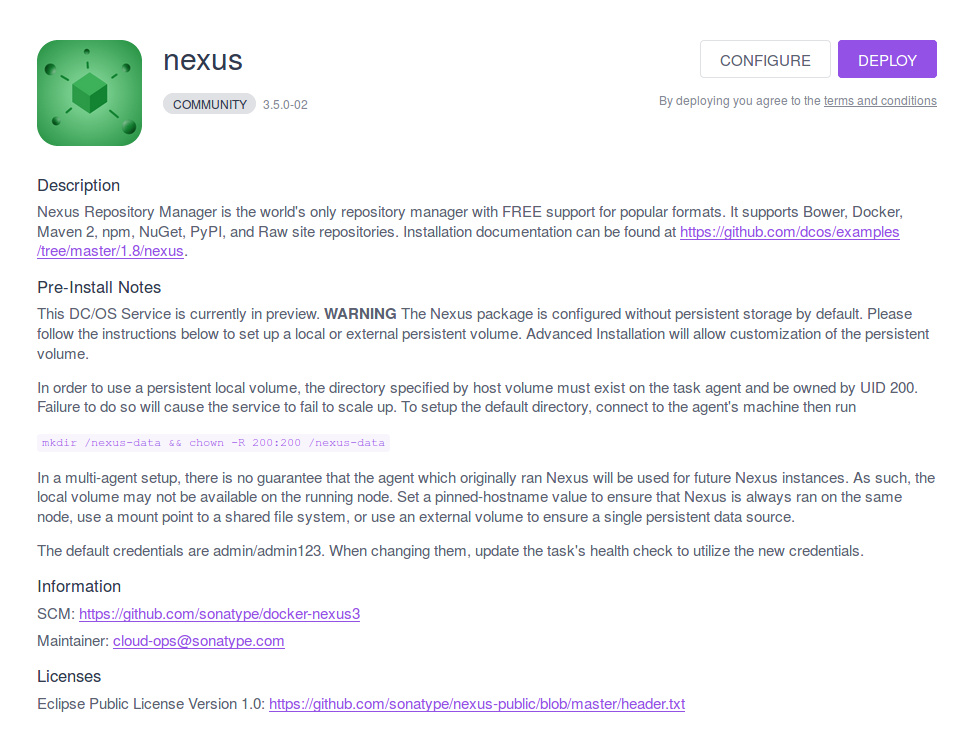 nexus
CONFIGURE
DEPLOY
COMMUNITY 3.5.0-02
By deploying you agree to the terms and conditions
Description
Nexus Repository Manager is the world's only repository manager with FREE support for popular formats. It supports Bower, Docker,
Maven 2, npm, NuGet, PyPI, and Raw site repositories. Installation documentation can be found at https://github.com/dcos/examples
/tree/master/1.8/nexus.
Pre-Install Notes
This DC/OS Service is currently in preview. WARNING The Nexus package is configured without persistent storage by default. Please
follow the instructions below to set up a local or external persistent volume. Advanced Installation will allow customization of the persistent
volume.
In order to use a persistent local volume, the directory specified by host volume must exist on the task agent and be owned by UID 200.
Failure to do so will cause the service to fail to scale up. To setup the default directory, connect to the agent's machine then run
mkdir /nexus-data && chown -R 200:200 /nexus-data
In a multi-agent setup, there is no guarantee that the agent which originally ran Nexus will be used for future Nexus instances. As such, the
local volume may not be available on the running node. Set a pinned-hostname value to ensure that Nexus is always ran on the same
node, use a mount point to a shared file system, or use an external volume to ensure a single persistent data source.
The default credentials are admin/admin123. When changing them, update the task's health check to utilize the new credentials.
Information
SCM: https://github.com/sonatype/docker-nexus3
Maintainer: cloud-ops@sonatype.com
Licenses
Eclipse Public License Version 1.0: https://github.com/sonatype/nexus-public/blob/master/header.txt